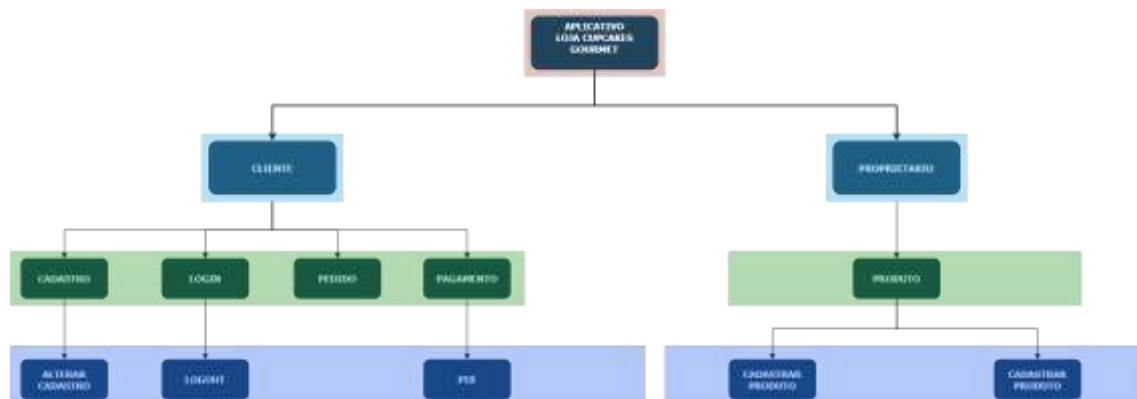 APLICATIVO
LOJA CUPCAKES
GOURMET
CLIENTE
PROPRIETARIO
CADASTRO
LOGIN
PEDIDO
PAGAMENTO
PRODUTO
ALTERAR
CADASTRO
LOGOUT
PIX
CADASTRAR
PRODUTO
CADASTRAR
PRODUTO